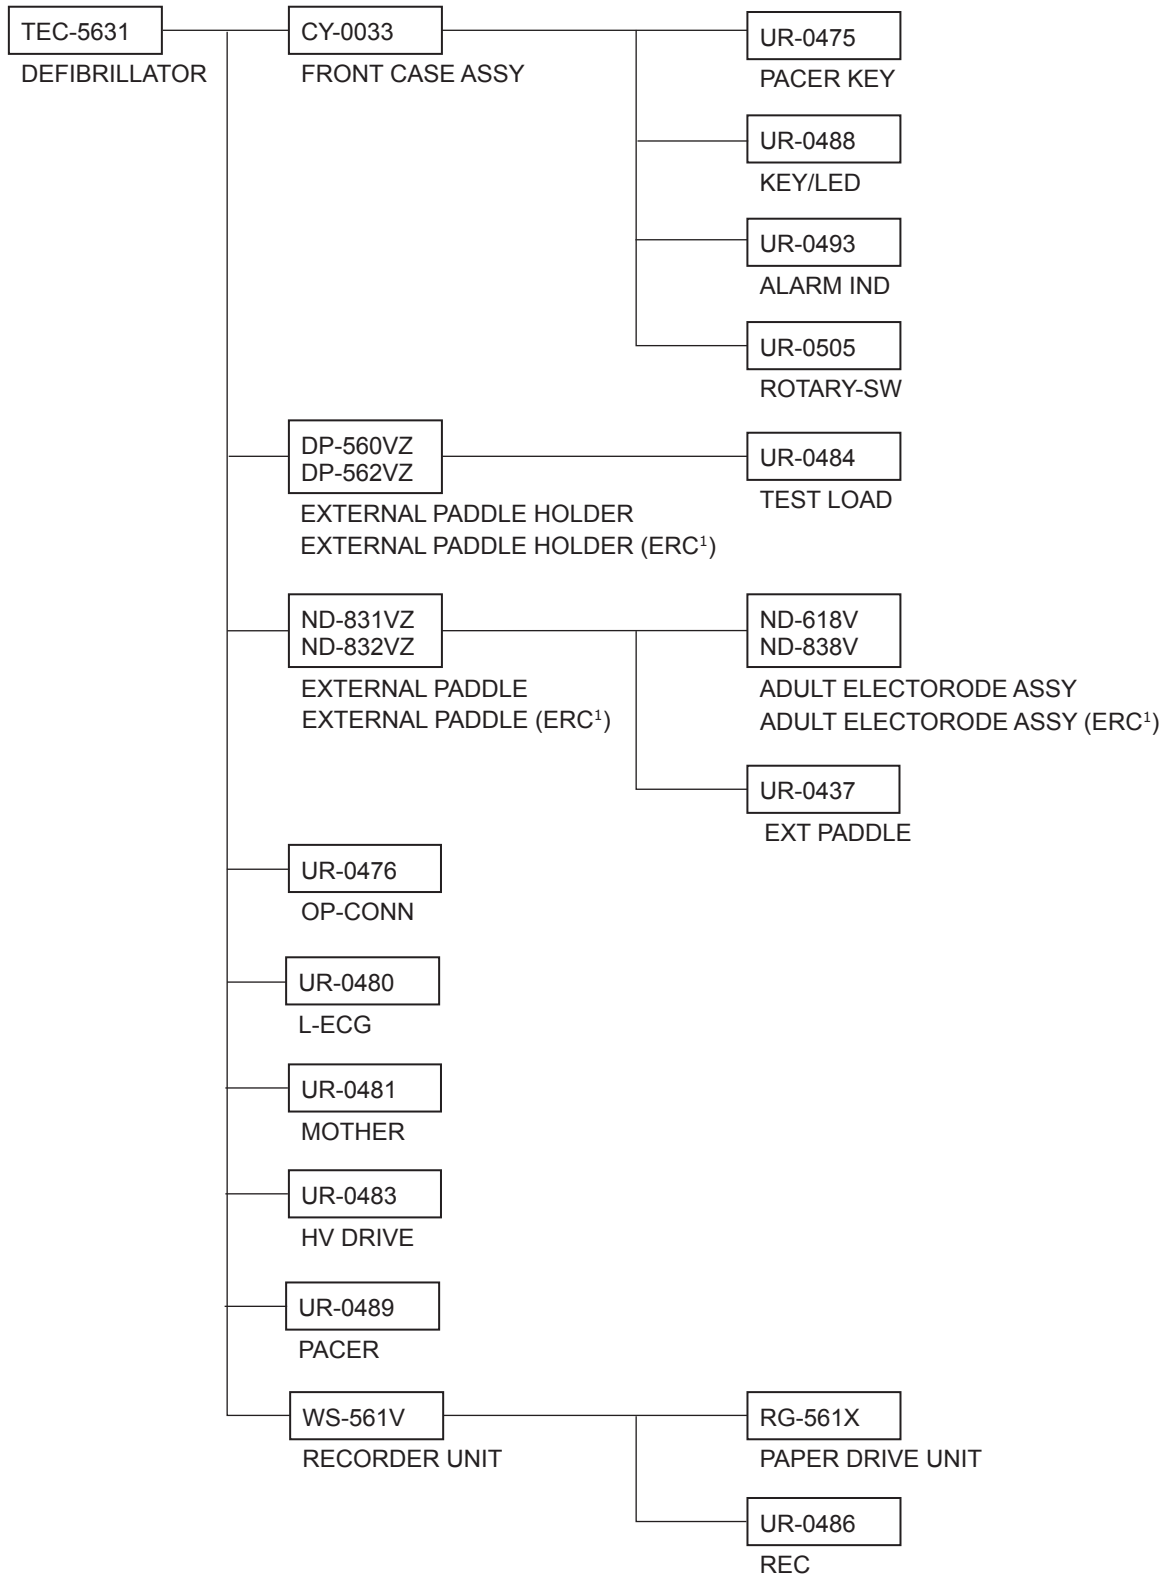 TEC-5631
DEFIBRILLATOR
CY-0033
FRONT CASE ASSY
UR-0475
PACER KEY
UR-0488
KEY/LED
UR-0493
ALARM IND
UR-0505
ROTARY-SW
DP-560VZ
DP-562VZ
EXTERNAL PADDLE HOLDER
EXTERNAL PADDLE HOLDER (ERC¹)
UR-0484
TEST LOAD
ND-831VZ
ND-832VZ
EXTERNAL PADDLE
EXTERNAL PADDLE (ERC¹)
ND-618V
ND-838V
ADULT ELECTORODE ASSY
ADULT ELECTORODE ASSY (ERC¹)
UR-0437
EXT PADDLE
UR-0476
OP-CONN
UR-0480
L-ECG
UR-0481
MOTHER
UR-0483
HV DRIVE
UR-0489
PACER
WS-561V
RECORDER UNIT
RG-561X
PAPER DRIVE UNIT
UR-0486
REC